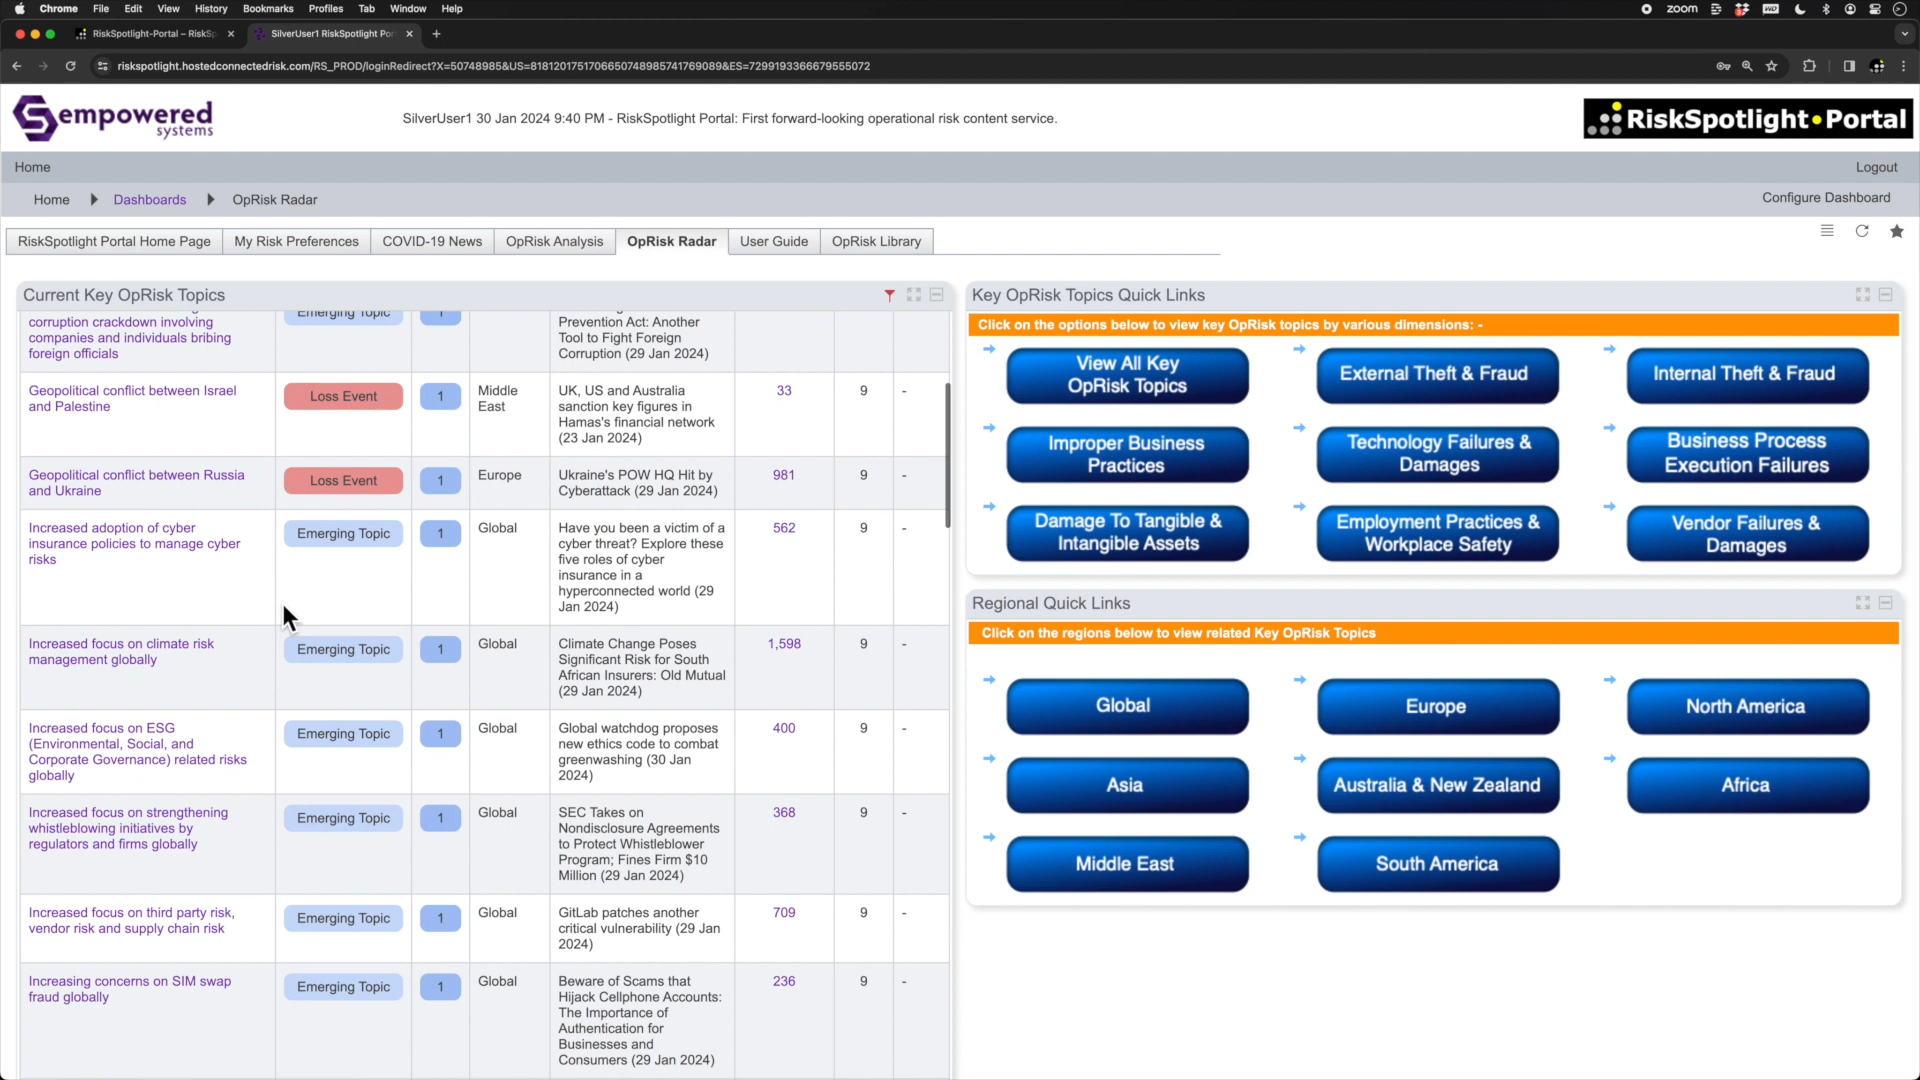 Chrome File Edit View History Bookmarks Profiles Tab Window Help zoom
RiskSpotlight-Portal – RiskSp SilverUser1 RiskSpotlight Por
riskspotlight.hostedconnectedrisk.com/RS_PROD/loginRedirect?X=50748985&US=8181201751706650748985741769089&ES=7299193366679555072
empowered
systems
SilverUser1 30 Jan 2024 9:40 PM - RiskSpotlight Portal: First forward-looking operational risk content service.
RiskSpotlight•Portal
Home
Logout
Home Dashboards OpRisk Radar
Configure Dashboard
RiskSpotlight Portal Home Page My Risk Preferences COVID-19 News OpRisk Analysis OpRisk Radar User Guide OpRisk Library
Current Key OpRisk Topics
corruption crackdown involving
companies and individuals bribing
foreign officials
Emerging Topic
Prevention Act: Another
Tool to Fight Foreign
Corruption (29 Jan 2024)
Geopolitical conflict between Israel
and Palestine
Loss Event
1
Middle
East
UK, US and Australia
sanction key figures in
Hamas's financial network
(23 Jan 2024)
33
9
-
Geopolitical conflict between Russia
and Ukraine
Loss Event
1
Europe
Ukraine's POW HQ Hit by
Cyberattack (29 Jan 2024)
981
9
-
Increased adoption of cyber
insurance policies to manage cyber
risks
Emerging Topic
1
Global
Have you been a victim of a
cyber threat? Explore these
five roles of cyber
insurance in a
hyperconnected world (29
Jan 2024)
562
9
-
Increased focus on climate risk
management globally
Emerging Topic
1
Global
Climate Change Poses
Significant Risk for South
African Insurers: Old Mutual
(29 Jan 2024)
1,598
9
-
Increased focus on ESG
(Environmental, Social, and
Corporate Governance) related risks
globally
Emerging Topic
1
Global
Global watchdog proposes
new ethics code to combat
greenwashing (30 Jan
2024)
400
9
-
Increased focus on strengthening
whistleblowing initiatives by
regulators and firms globally
Emerging Topic
1
Global
SEC Takes on
Nondisclosure Agreements
to Protect Whistleblower
Program; Fines Firm $10
Million (29 Jan 2024)
368
9
-
Increased focus on third party risk,
vendor risk and supply chain risk
Emerging Topic
1
Global
GitLab patches another
critical vulnerability (29 Jan
2024)
709
9
-
Increasing concerns on SIM swap
fraud globally
Emerging Topic
1
Global
Beware of Scams that
Hijack Cellphone Accounts:
The Importance of
Authentication for
Businesses and
Consumers (29 Jan 2024)
236
9
-
Key OpRisk Topics Quick Links
Click on the options below to view key OpRisk topics by various dimensions: -
View All Key
OpRisk Topics
External Theft & Fraud
Internal Theft & Fraud
Improper Business
Practices
Technology Failures &
Damages
Business Process
Execution Failures
Damage To Tangible &
Intangible Assets
Employment Practices &
Workplace Safety
Vendor Failures &
Damages
Regional Quick Links
Click on the regions below to view related Key OpRisk Topics
Global
Europe
North America
Asia
Australia & New Zealand
Africa
Middle East
South America